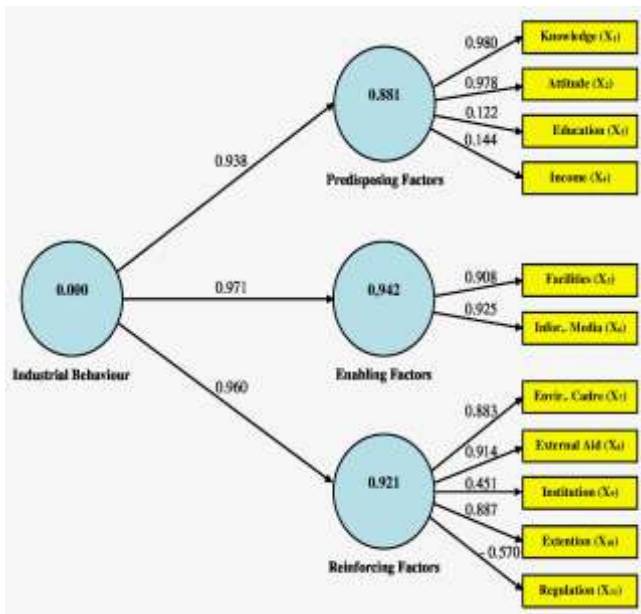 0.980
Knowledge (X₁)
0.881
0.978
Attitude (X₂)
0.122
Education (X₃)
0.144
Income (X₄)
0.938
Predisposing Factors
0.000
0.971
0,942
0.908
Facilities (X₅)
0.925
Infor,. Media (X₆)
Industrial Behaviour
Enabling Factors
0.960
Envir,. Cadre (X₇)
0.883
0.914
External Aid (X₈)
0.921
0.451
Institution (X₉)
0.887
Extention (X₁₀)
- 0.570
Reinforcing Factors
Regulation (X₁₁)